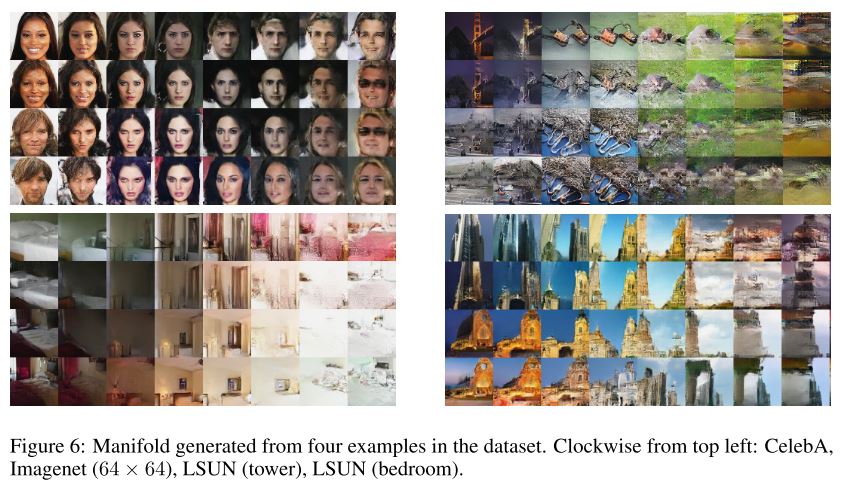 Figure 6: Manifold generated from four examples in the dataset. Clockwise from top left: CelebA,
Imagenet (64 × 64), LSUN (tower), LSUN (bedroom).